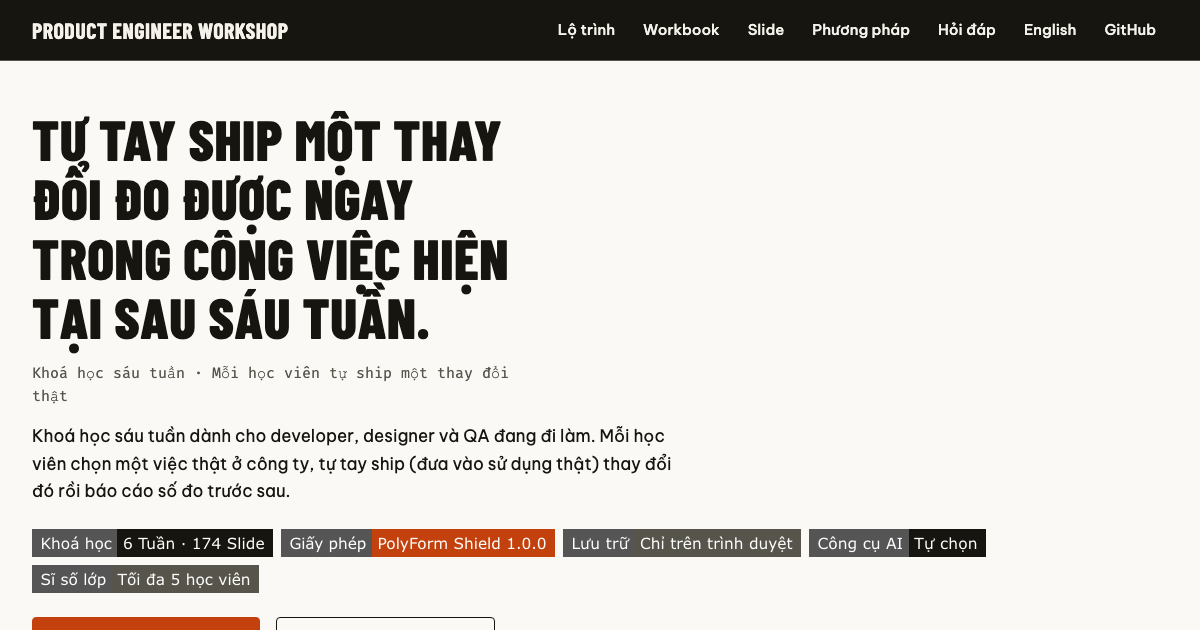 PRODUCT ENGINEER WORKSHOP
Lộ trình
Workbook
Slide
Phương pháp
Hỏi đáp
English
GitHub
TỰ TAY SHIP MỘT THAY
ĐỔI ĐO ĐƯỢC NGAY
TRONG CÔNG VIỆC HIỆN
TẠI SAU SÁU TUẦN.
Khoá học sáu tuần · Mỗi học viên tự ship một thay đổi
thật
Khoá học sáu tuần dành cho developer, designer và QA đang đi làm. Mỗi học
viên chọn một việc thật ở công ty, tự tay ship (đưa vào sử dụng thật) thay đổi
đó rồi báo cáo số đo trước sau.
Khoá học 6 Tuần · 174 Slide
Giấy phép PolyForm Shield 1.0.0
Lưu trữ Chỉ trên trình duyệt
Công cụ AI Tự chọn
Sĩ số lớp Tối đa 5 học viên